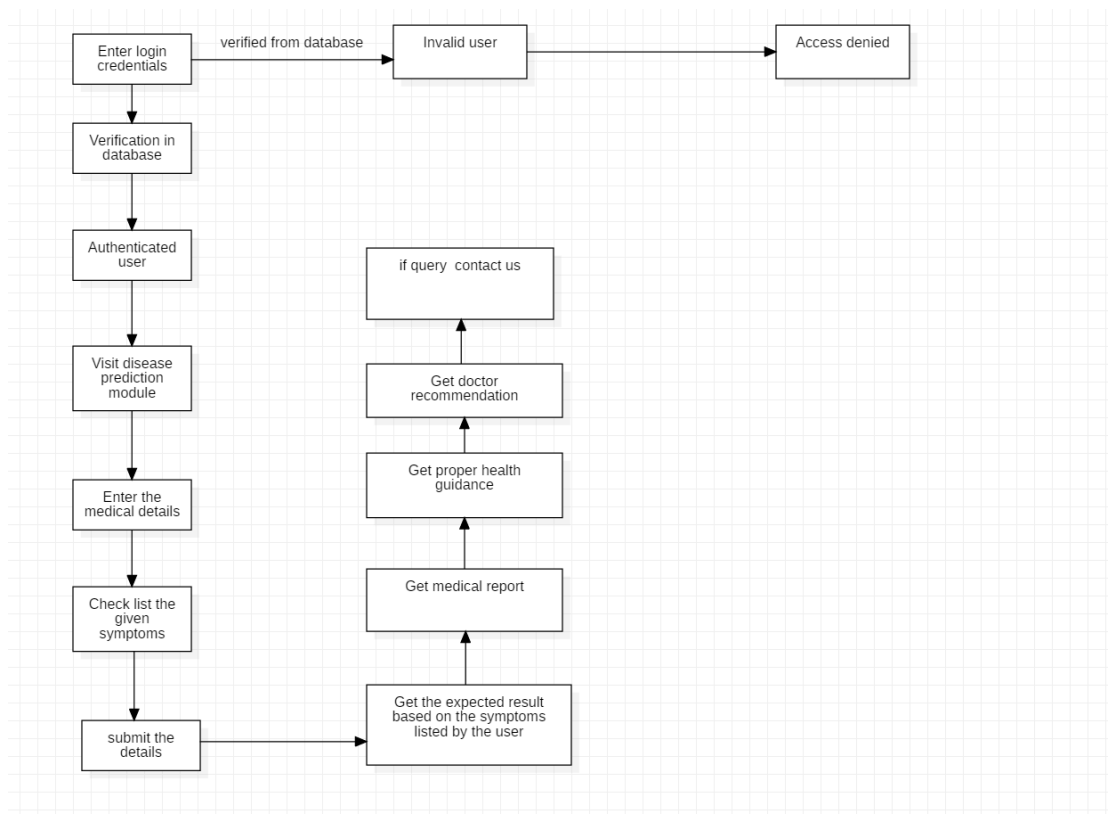 Enter login
credentials
verified from database
Invalid user
Access denied
Verification in
database
Authenticated
user
Visit disease
prediction
module
Enter the
medical details
Check list the
given
symptoms
submit the
details
Get the expected result
based on the symptoms
listed by the user
Get medical report
Get proper health
guidance
Get doctor
recommendation
if query  contact us